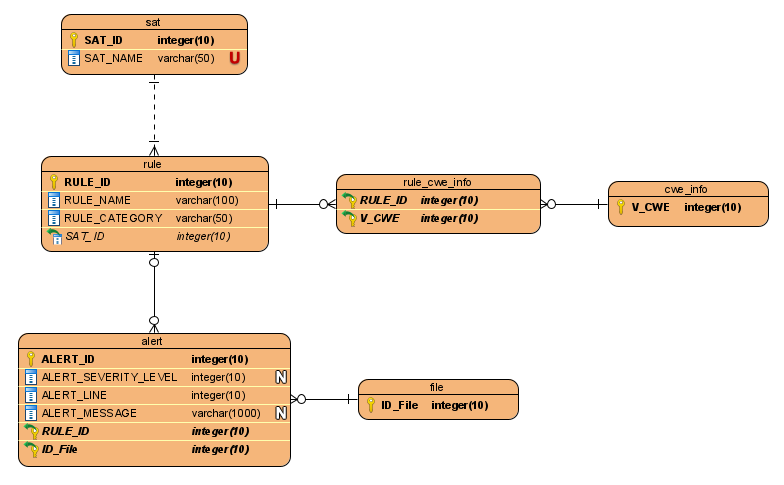 sat
SAT_ID integer(10)
SAT_NAME varchar(50) U
rule
RULE_ID integer(10)
RULE_NAME varchar(100)
RULE_CATEGORY varchar(50)
SAT_ID integer(10)
rule_cwe_info
RULE_ID integer(10)
V_CWE integer(10)
cwe_info
V_CWE integer(10)
alert
ALERT_ID integer(10)
ALERT_SEVERITY_LEVEL integer(10) N
ALERT_LINE integer(10)
ALERT_MESSAGE varchar(1000) N
RULE_ID integer(10)
ID_File integer(10)
file
ID_File integer(10)